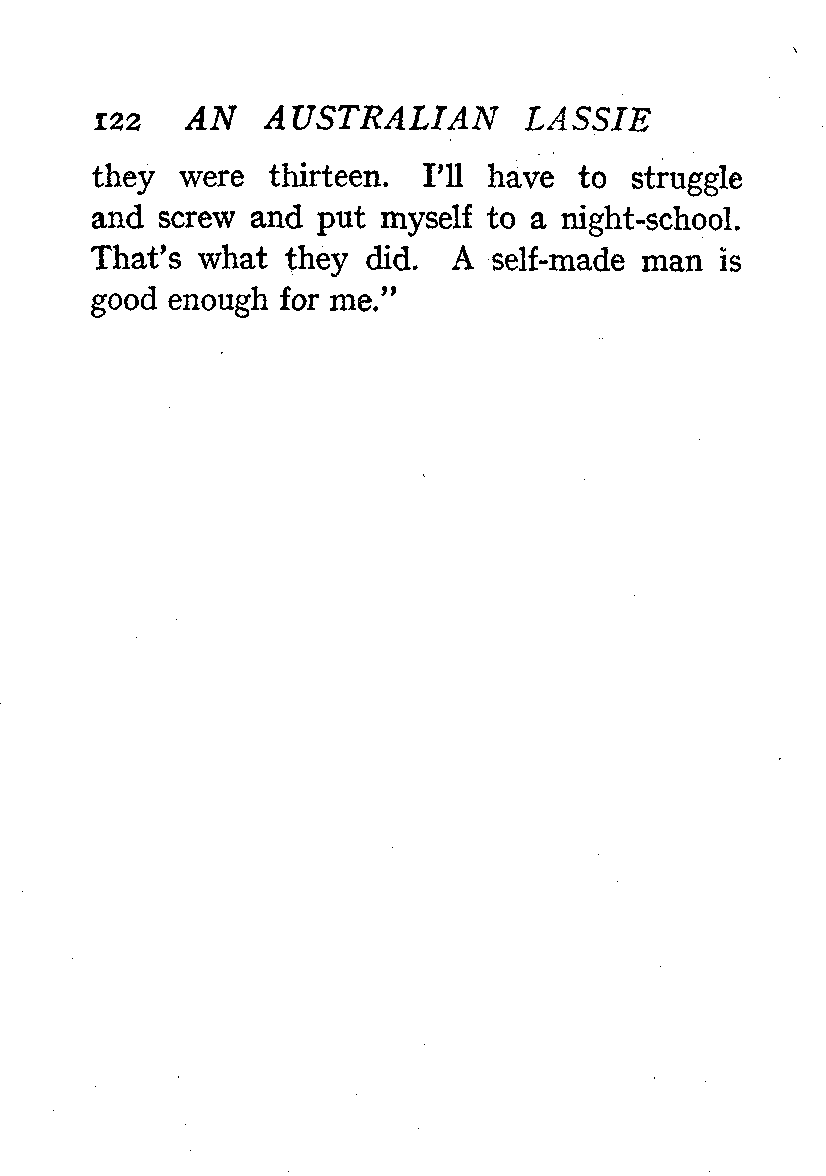 122 AN AUSTRALIAN LASSIE
they were thirteen. I'll have to struggle
and screw and put myself to a night-school.
That's what they did. A self-made man is
good enough for me."